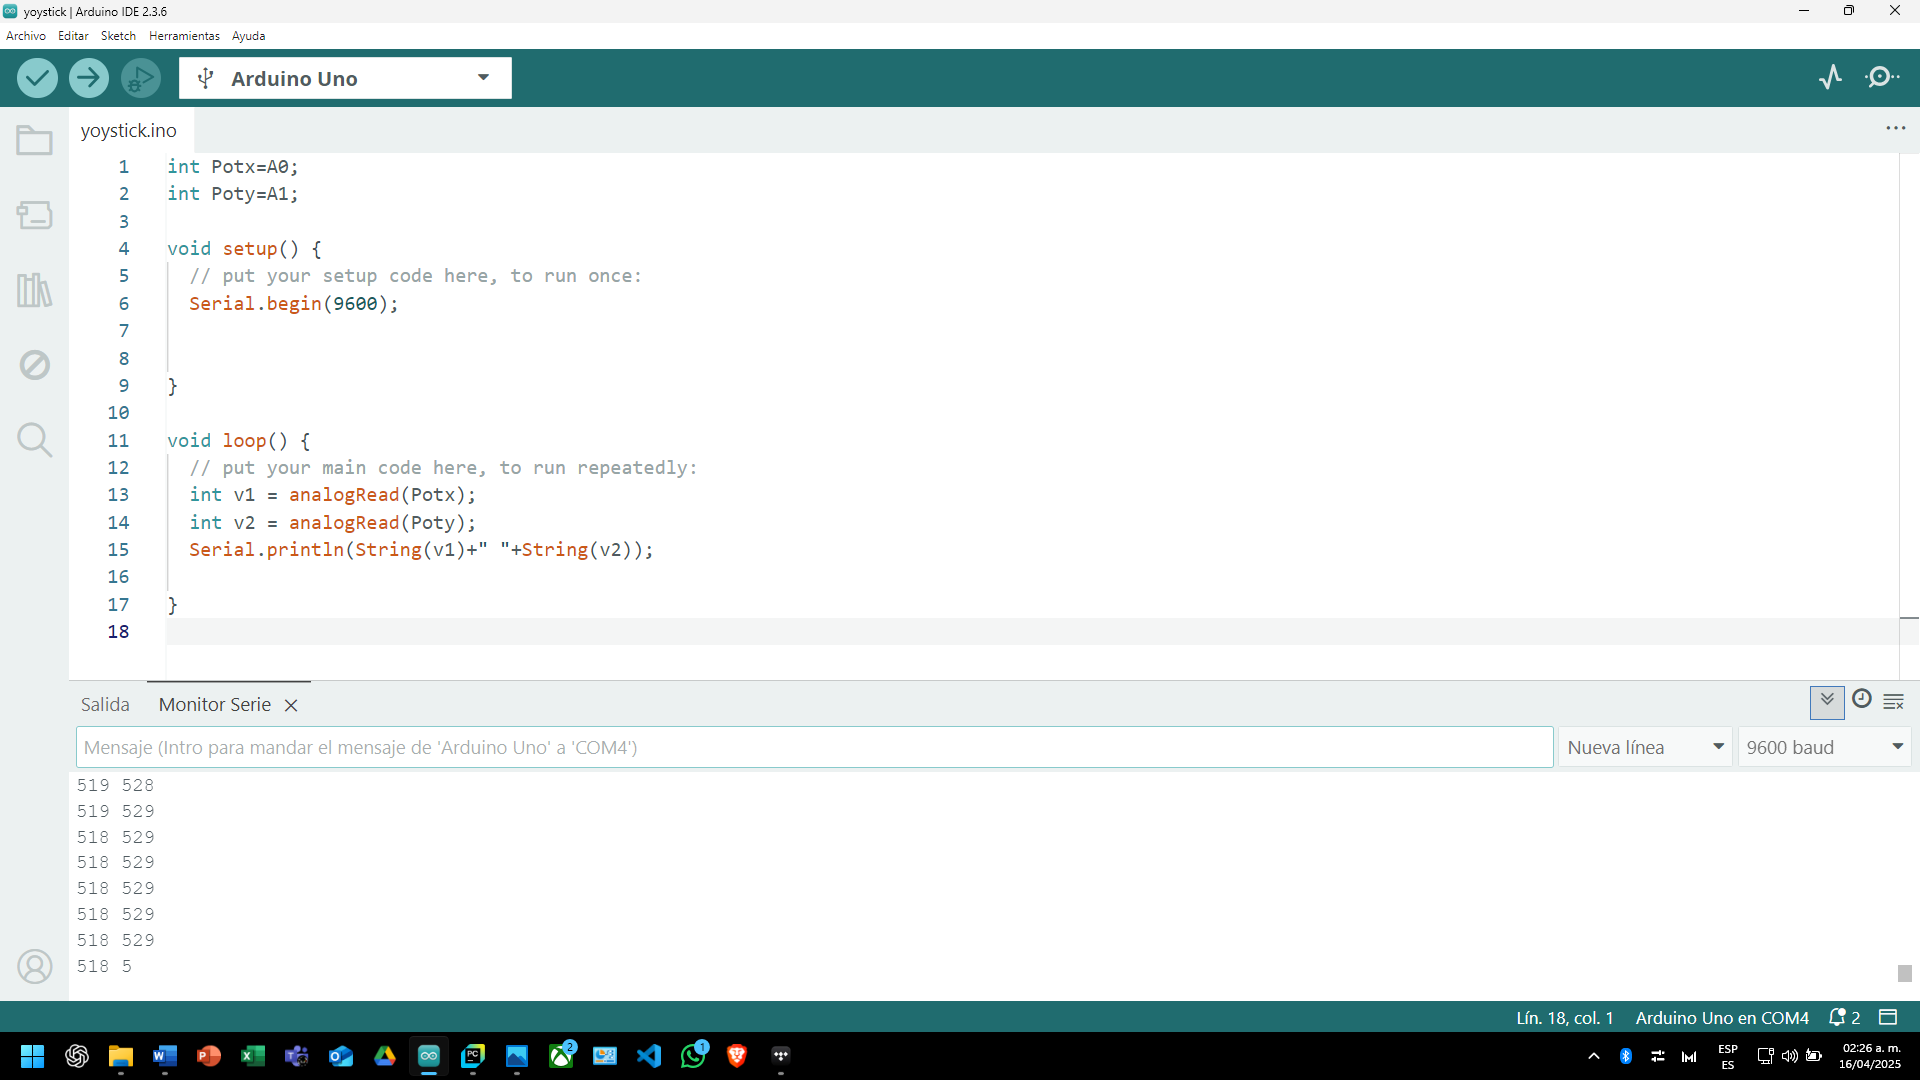 yoystick | Arduino IDE 2.3.6
Archivo Editar Sketch Herramientas Ayuda
Arduino Uno
yoystick.ino
1 int Potx=A0;
2 int Poty=A1;
3
4 void setup() {
5 // put your setup code here, to run once:
6 Serial.begin(9600);
7
8
9 }
10
11 void loop() {
12 // put your main code here, to run repeatedly:
13 int v1 = analogRead(Potx);
14 int v2 = analogRead(Poty);
15 Serial.println(String(v1)+" "+String(v2));
16
17 }
18
Salida Monitor Serie
Mensaje (Intro para mandar el mensaje de 'Arduino Uno' a 'COM4') Nueva línea 9600 baud
519 528
519 529
518 529
518 529
518 529
518 529
518 529
518 5
Lín. 18, col. 1 Arduino Uno en COM4 2
2 1
ESP 02:26 a. m.
ES 16/04/2025